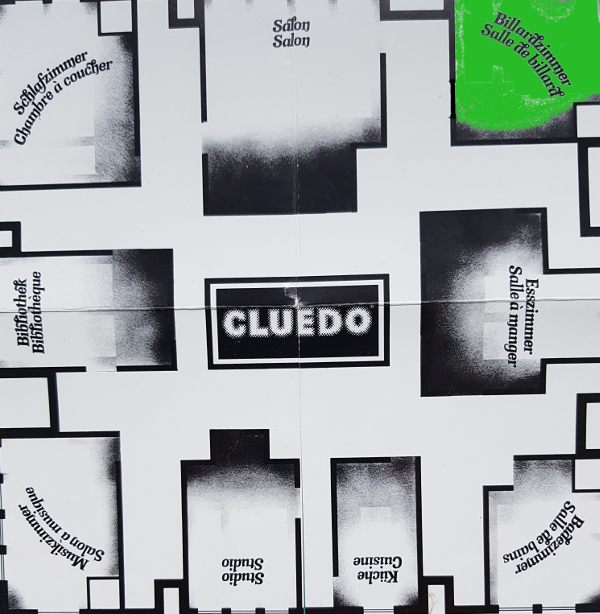 Schlafzimmer
Chambre à coucher
Salon
Salon
Billardzimmer
Salle de billard
Bibliothek
Bibliothèque
CLUEDO
Esszimmer
Salle à manger
Musikzimmer
Salon à musique
Studio
Studio
Küche
Cuisine
Badezimmer
Salle de bains